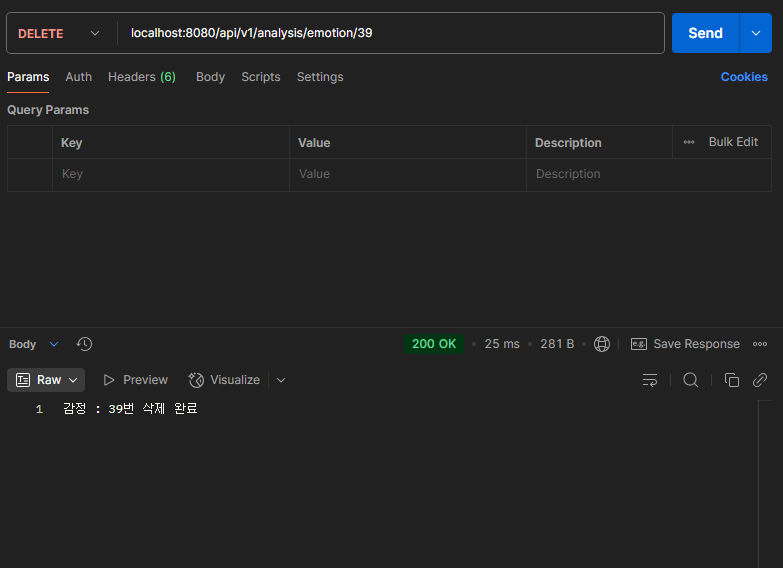 DELETE localhost:8080/api/v1/analysis/emotion/39 Send
Params Auth Headers (6) Body Scripts Settings Cookies
Query Params
Key Value Description Bulk Edit
Key Value Description
Body 200 OK 25 ms 281 B e.g. Save Response
Raw Preview Visualize
1 감정 : 39번 삭제 완료